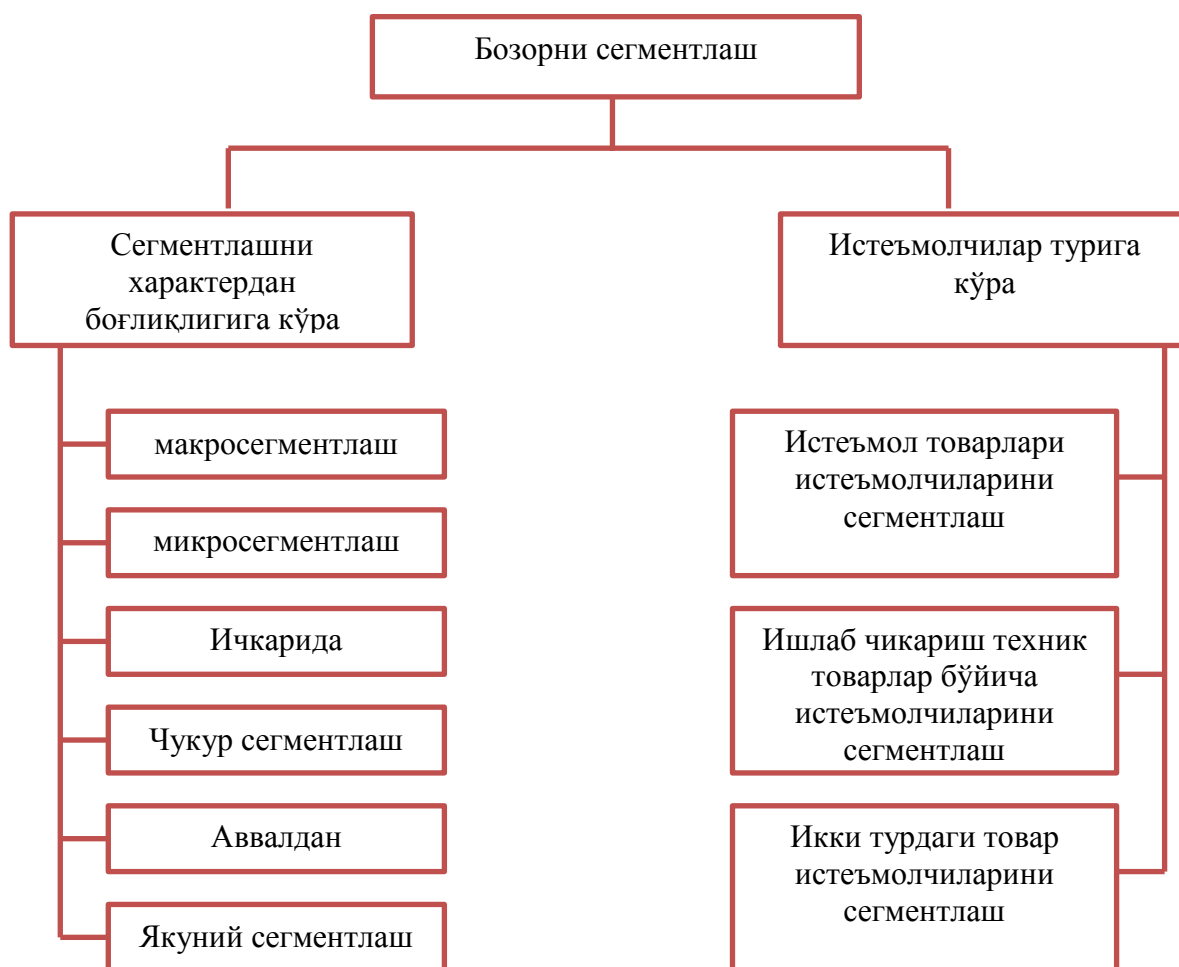 Бозорни сегментлаш
Сегментлашни
характердан
боғлиқлигига кўра
макросегментлаш
микросегментлаш
Ичкарида
Чукур сегментлаш
Аввалдан
Якуний сегментлаш
Истеъмолчилар турига
кўра
Истеъмол товарлари
истеъмолчиларини
сегментлаш
Ишлаб чикариш техник
товарлар бўйича
истеъмолчиларини
сегментлаш
Икки турдаги товар
истеъмолчиларини
сегментлаш